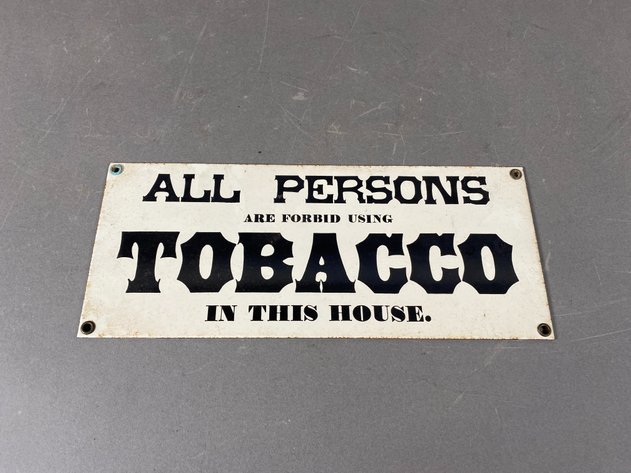 ALL PERSONS
ARE FORBID USING
TOBACCO
IN THIS HOUSE.